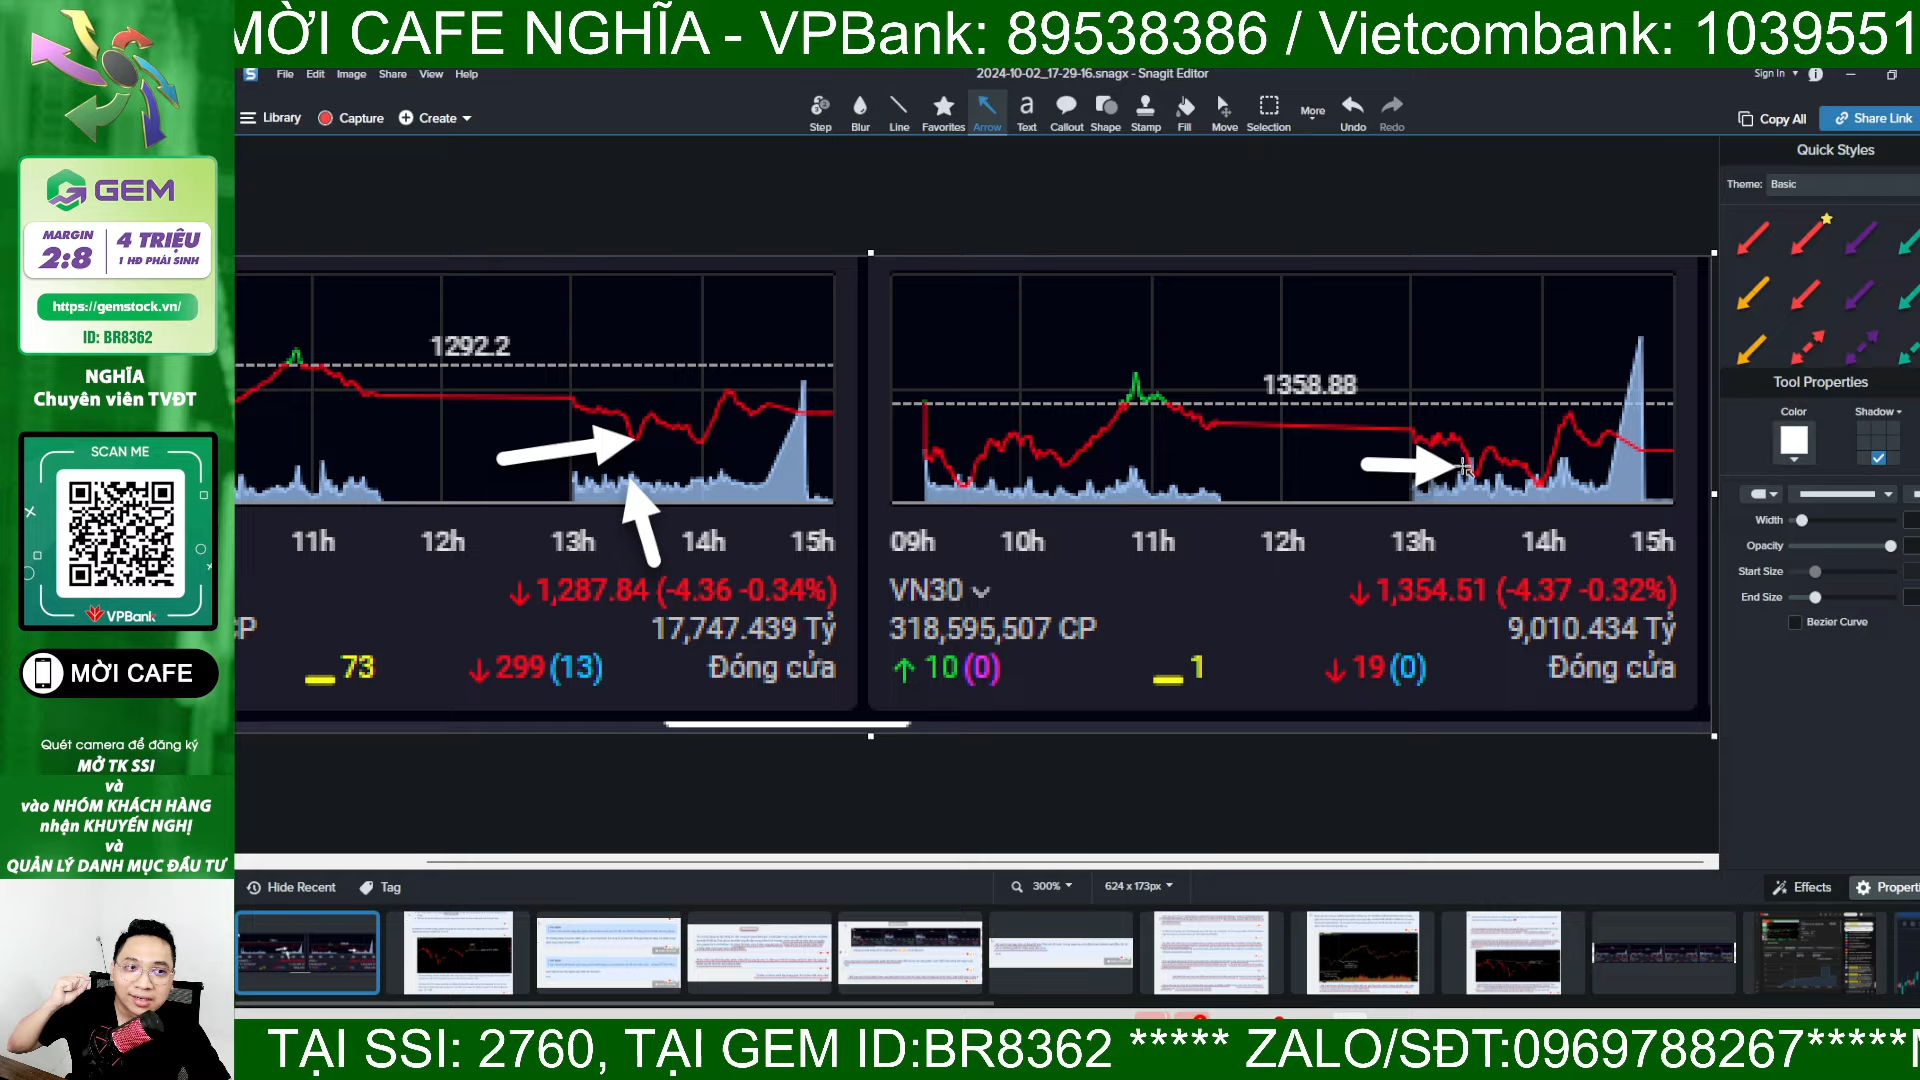 MỜI CAFE NGHĨA - VPBank: 89538386 / Vietcombank: 1039551
GEM
MARGIN
2:8
4 TRIỆU
1 HĐ PHÁI SINH
https://gemstock.vn/
ID: BR8362
NGHĨA
Chuyên viên TVĐT
SCAN ME
VPBank
MỜI CAFE
Quét camera để đăng ký
MỞ TK SSI
và
vào NHÓM KHÁCH HÀNG
nhận KHUYẾN NGHỊ
và
QUẢN LÝ DANH MỤC ĐẦU TƯ
S File Edit Image Share View Help
2024-10-02_17-29-16.snagx - Snagit Editor
Sign In
Library Capture Create
Step Blur Line Favorites Arrow Text Callout Shape Stamp Fill Move Selection More Undo Redo
Copy All Share Link
Quick Styles
Theme: Basic
Tool Properties
Color Shadow
Width
Opacity
Start Size
End Size
Bezier Curve
1292.2
11h 12h 13h 14h 15h
1,287.84 (-4.36 -0.34%)
CP 17,747.439 Tỷ
73 299 (13) Đóng cửa
1358.88
09h 10h 11h 12h 13h 14h 15h
VN30 1,354.51 (-4.37 -0.32%)
318,595,507 CP 9,010.434 Tỷ
10 (0) 1 19 (0) Đóng cửa
Hide Recent Tag
300% 624 x 173px
Effects Properti
TẠI SSI: 2760, TẠI GEM ID:BR8362 ***** ZALO/SĐT:0969788267*****